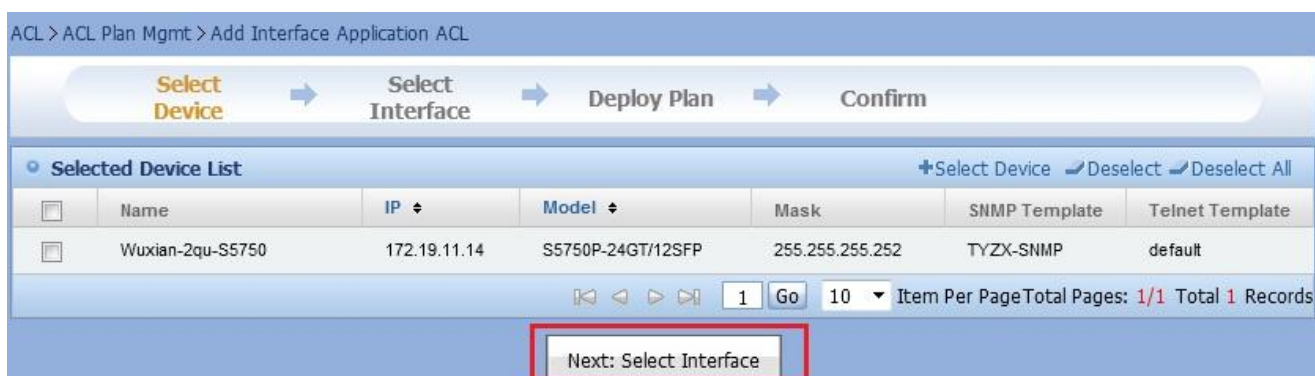 ACL > ACL Plan Mgmt > Add Interface Application ACL
Select Device
Select Interface
Deploy Plan
Confirm
Selected Device List
Select Device Deselect Deselect All
Name IP Model Mask SNMP Template Telnet Template
Wuxian-2qu-S5750 172.19.11.14 S5750P-24GT/12SFP 255.255.255.252 TYZX-SNMP default
1 Go 10 Item Per PageTotal Pages: 1/1 Total 1 Records
Next: Select Interface